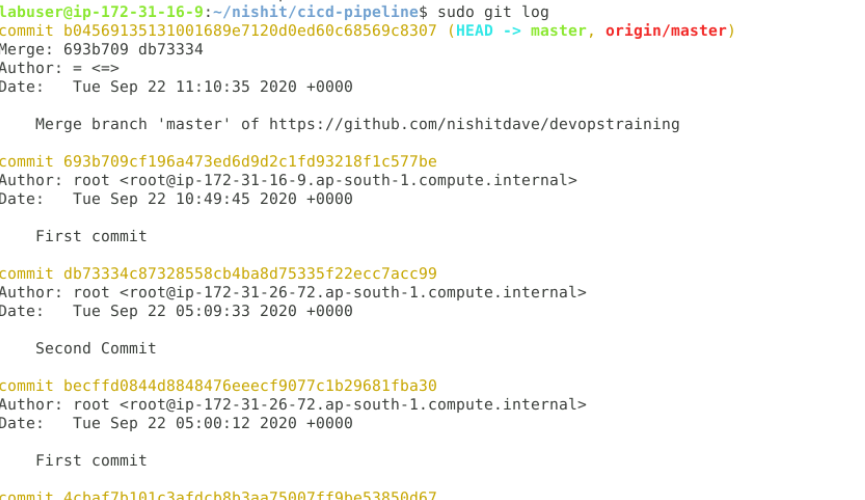 labuser@ip-172-31-16-9:~/nishit/cicd-pipeline$ sudo git log
commit b04569135131001689e7120d0ed60c68569c8307 (HEAD -> master, origin/master)
Merge: 693b709 db73334
Author: = <=>
Date:   Tue Sep 22 11:10:35 2020 +0000
    Merge branch 'master' of https://github.com/nishitdave/devopstraining
commit 693b709cf196a473ed6d9d2c1fd93218f1c577be
Author: root <root@ip-172-31-16-9.ap-south-1.compute.internal>
Date:   Tue Sep 22 10:49:45 2020 +0000
    First commit
commit db73334c87328558cb4ba8d75335f22ecc7acc99
Author: root <root@ip-172-31-26-72.ap-south-1.compute.internal>
Date:   Tue Sep 22 05:09:33 2020 +0000
    Second Commit
commit becffd0844d8848476eeecf9077c1b29681fba30
Author: root <root@ip-172-31-26-72.ap-south-1.compute.internal>
Date:   Tue Sep 22 05:00:12 2020 +0000
    First commit
commit 4cbaf7b101c3afdcb8b3aa75007ff9be53850d67